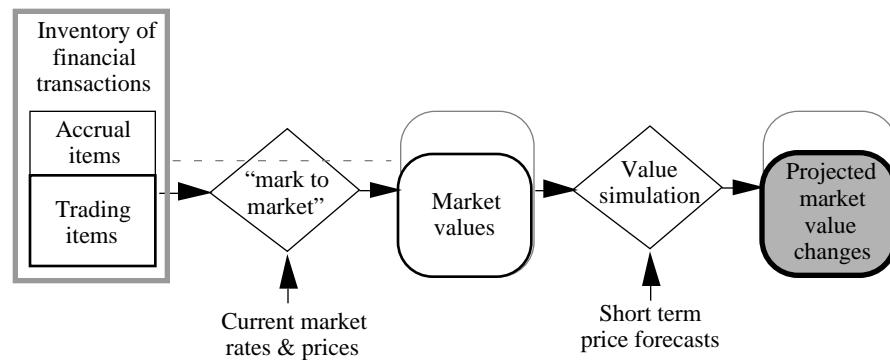 Inventory of
financial
transactions
Accrual
items
Trading
items
“mark to
market”
Current market
rates & prices
Market
values
Value
simulation
Short term
price forecasts
Projected
market
value
changes